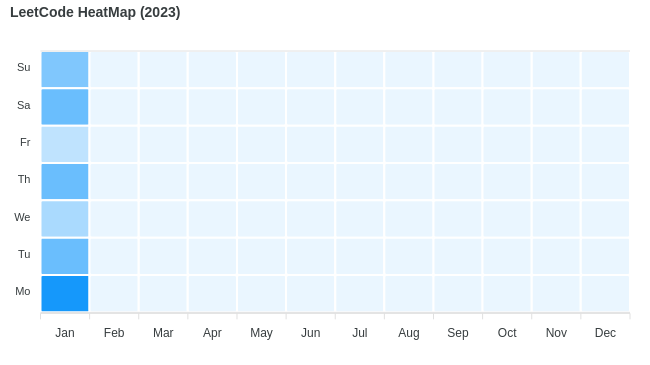 LeetCode HeatMap (2023)
Su
Sa
Fr
Th
We
Tu
Mo
Jan Feb Mar Apr May Jun Jul Aug Sep Oct Nov Dec